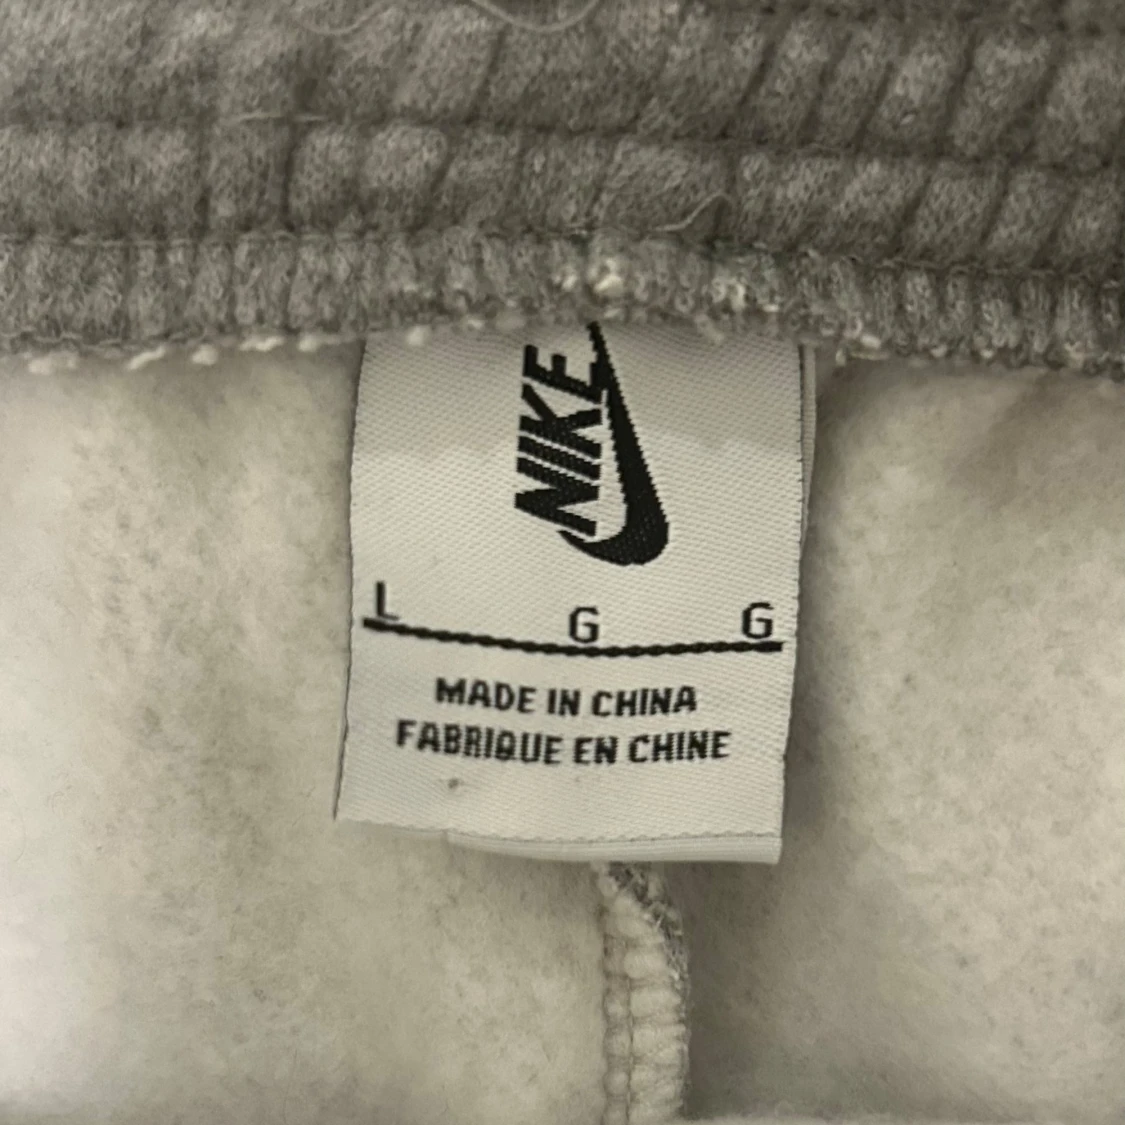 NIKE
L G G
MADE IN CHINA
FABRIQUE EN CHINE